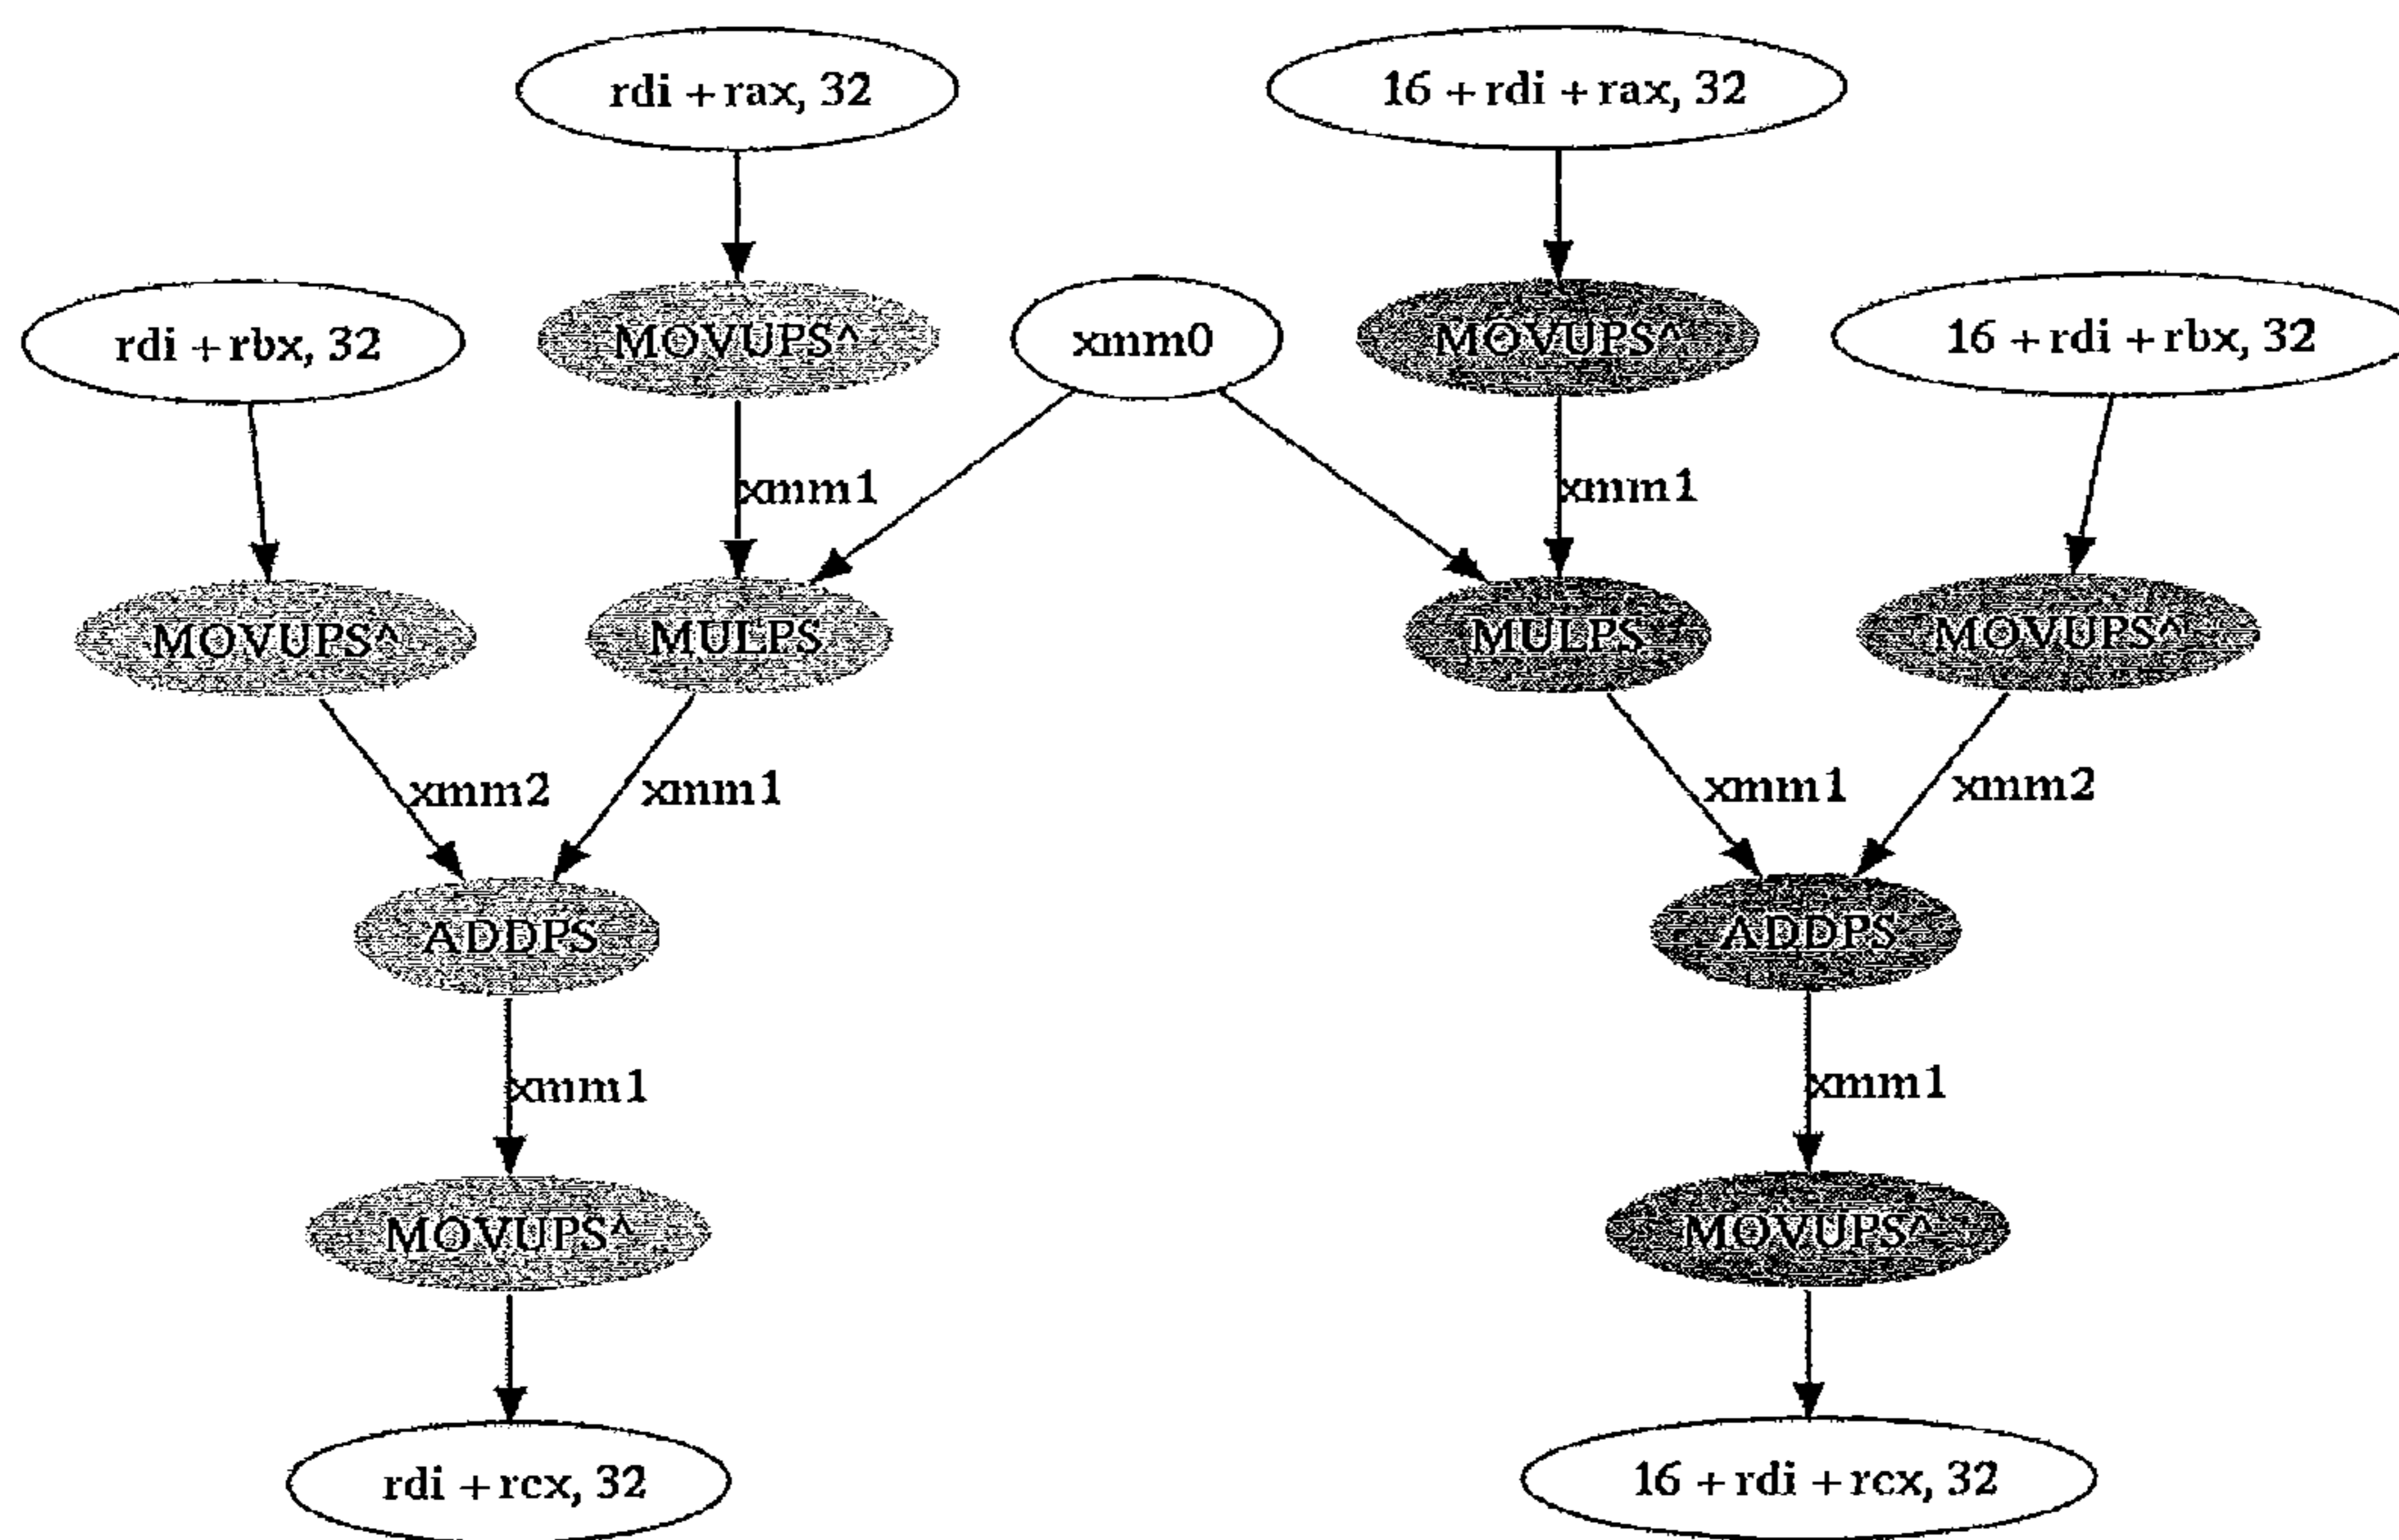 rdi + rax, 32
16 + rdi + rax, 32
rdi + rbx, 32
MOVUPS^
xmm0
MOVUPS^
16 + rdi + rbx, 32
xmm1
xmm1
MOVUPS^
MULPS
MULPS
MOVUPS^
xmm2
xmm1
xmm1
xmm2
ADDPS
ADDPS
xmm1
xmm1
MOVUPS^
MOVUPS^
rdi + rcx, 32
16 + rdi + rcx, 32